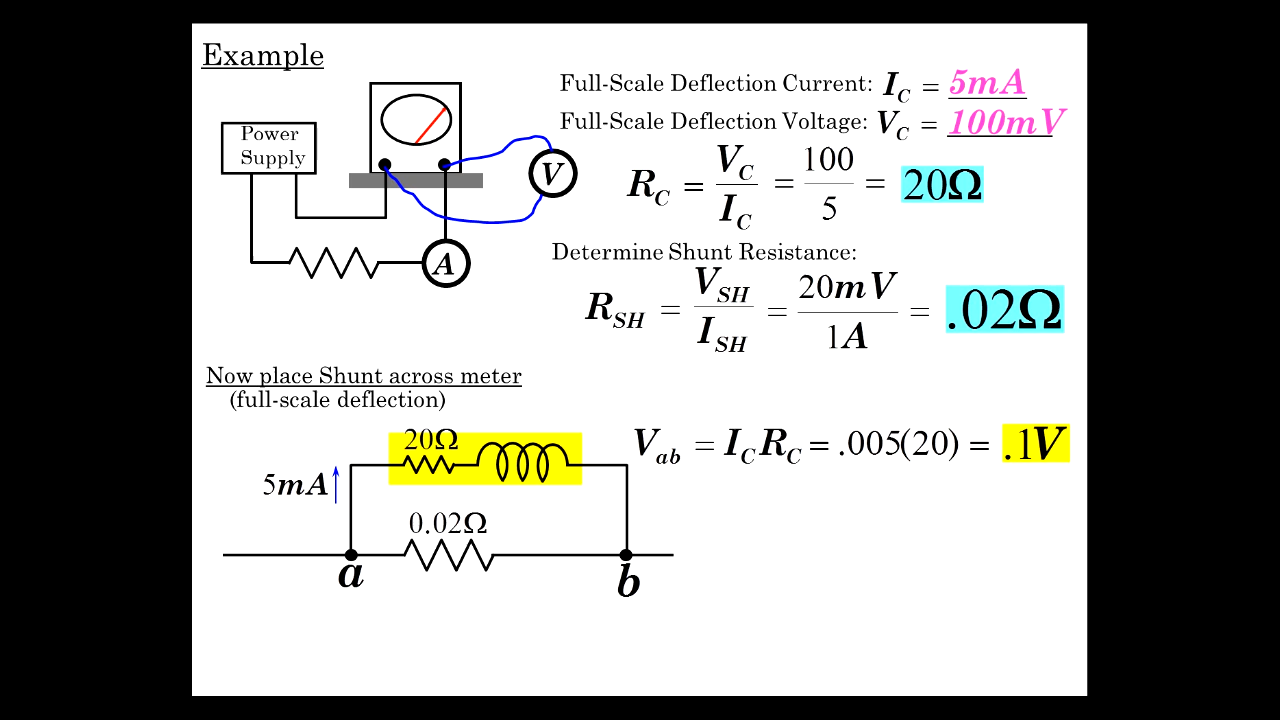 Example
Power
Supply
V
A
Full-Scale Deflection Current: I_C = 5mA
Full-Scale Deflection Voltage: V_C = 100mV
R_C = V_C / I_C = 100 / 5 = 20Ω
Determine Shunt Resistance:
R_SH = V_SH / I_SH = 20mV / 1A = .02Ω
Now place Shunt across meter
(full-scale deflection)
20Ω
5mA
0.02Ω
a
b
V_ab = I_C R_C = .005(20) = .1V